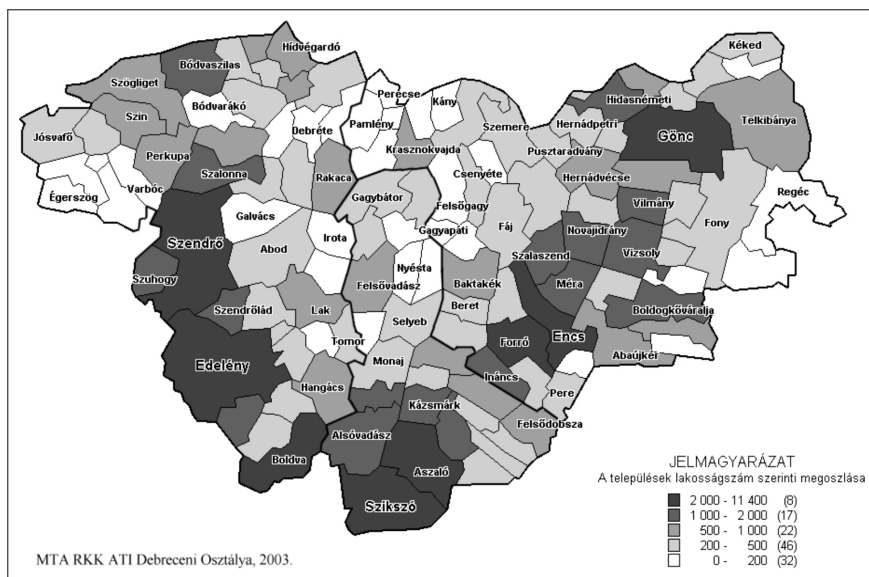 Hídvégardó
Kéked
Bódvaszilas
Szögliget
Perecse
Kány
Hidasnémeti
Bódvarákó
Szin
Debréte
Pamlény
Szemere
Hernádpetri
Gönc
Telkibánya
Jósvafő
Krasznokvajda
Pusztaradvány
Perkupa
Szalonna
Rakaca
Csenyéte
Hernádvécse
Varbóc
Égerszög
Gagybátor
Felsőgagy
Vilmány
Regéc
Galvács
Fáj
Fony
Szendrő
Irota
Gagyapáti
Novajidrány
Abod
Szalaszend
Vizsoly
Szuhogy
Nyésta
Felsővadász
Baktakék
Méra
Szendrőlád
Lak
Beret
Boldogkőváralja
Selyeb
Forró
Encs
Tomor
Edelény
Monaj
Abaújkér
Hangács
Ináncs
Pere
Kázsmárk
Felsődobsza
Alsóvadász
Boldva
Aszaló
Szikszó
JELMAGYARÁZAT
A települések lakosságszám szerinti megoszlása
2 000 - 11 400 (8)
1 000 - 2 000 (17)
500 - 1 000 (22)
200 - 500 (46)
0 - 200 (32)
MTA RKK ATI Debreceni Osztálya, 2003.